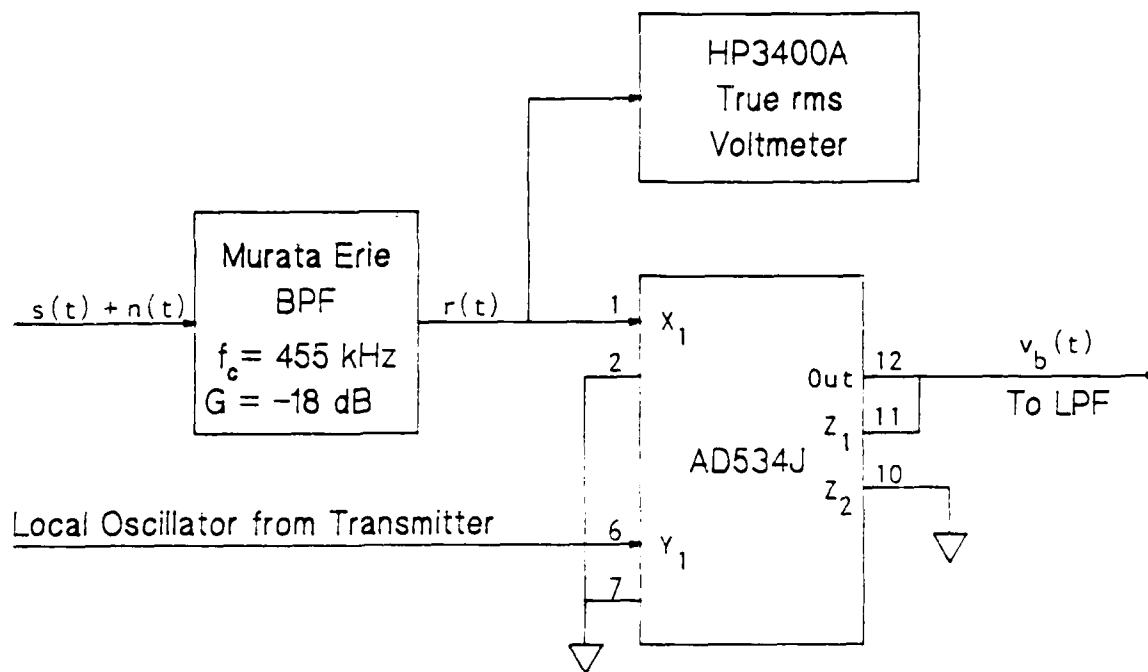 HP3400A
True rms
Voltmeter
Murata Erie
BPF
f_c = 455 kHz
G = -18 dB
s(t) + n(t)
r(t)
1
X_1
2
Out
12
v_b(t)
To LPF
Z_1
11
AD534J
Z_2
10
Local Oscillator from Transmitter
6
Y_1
7